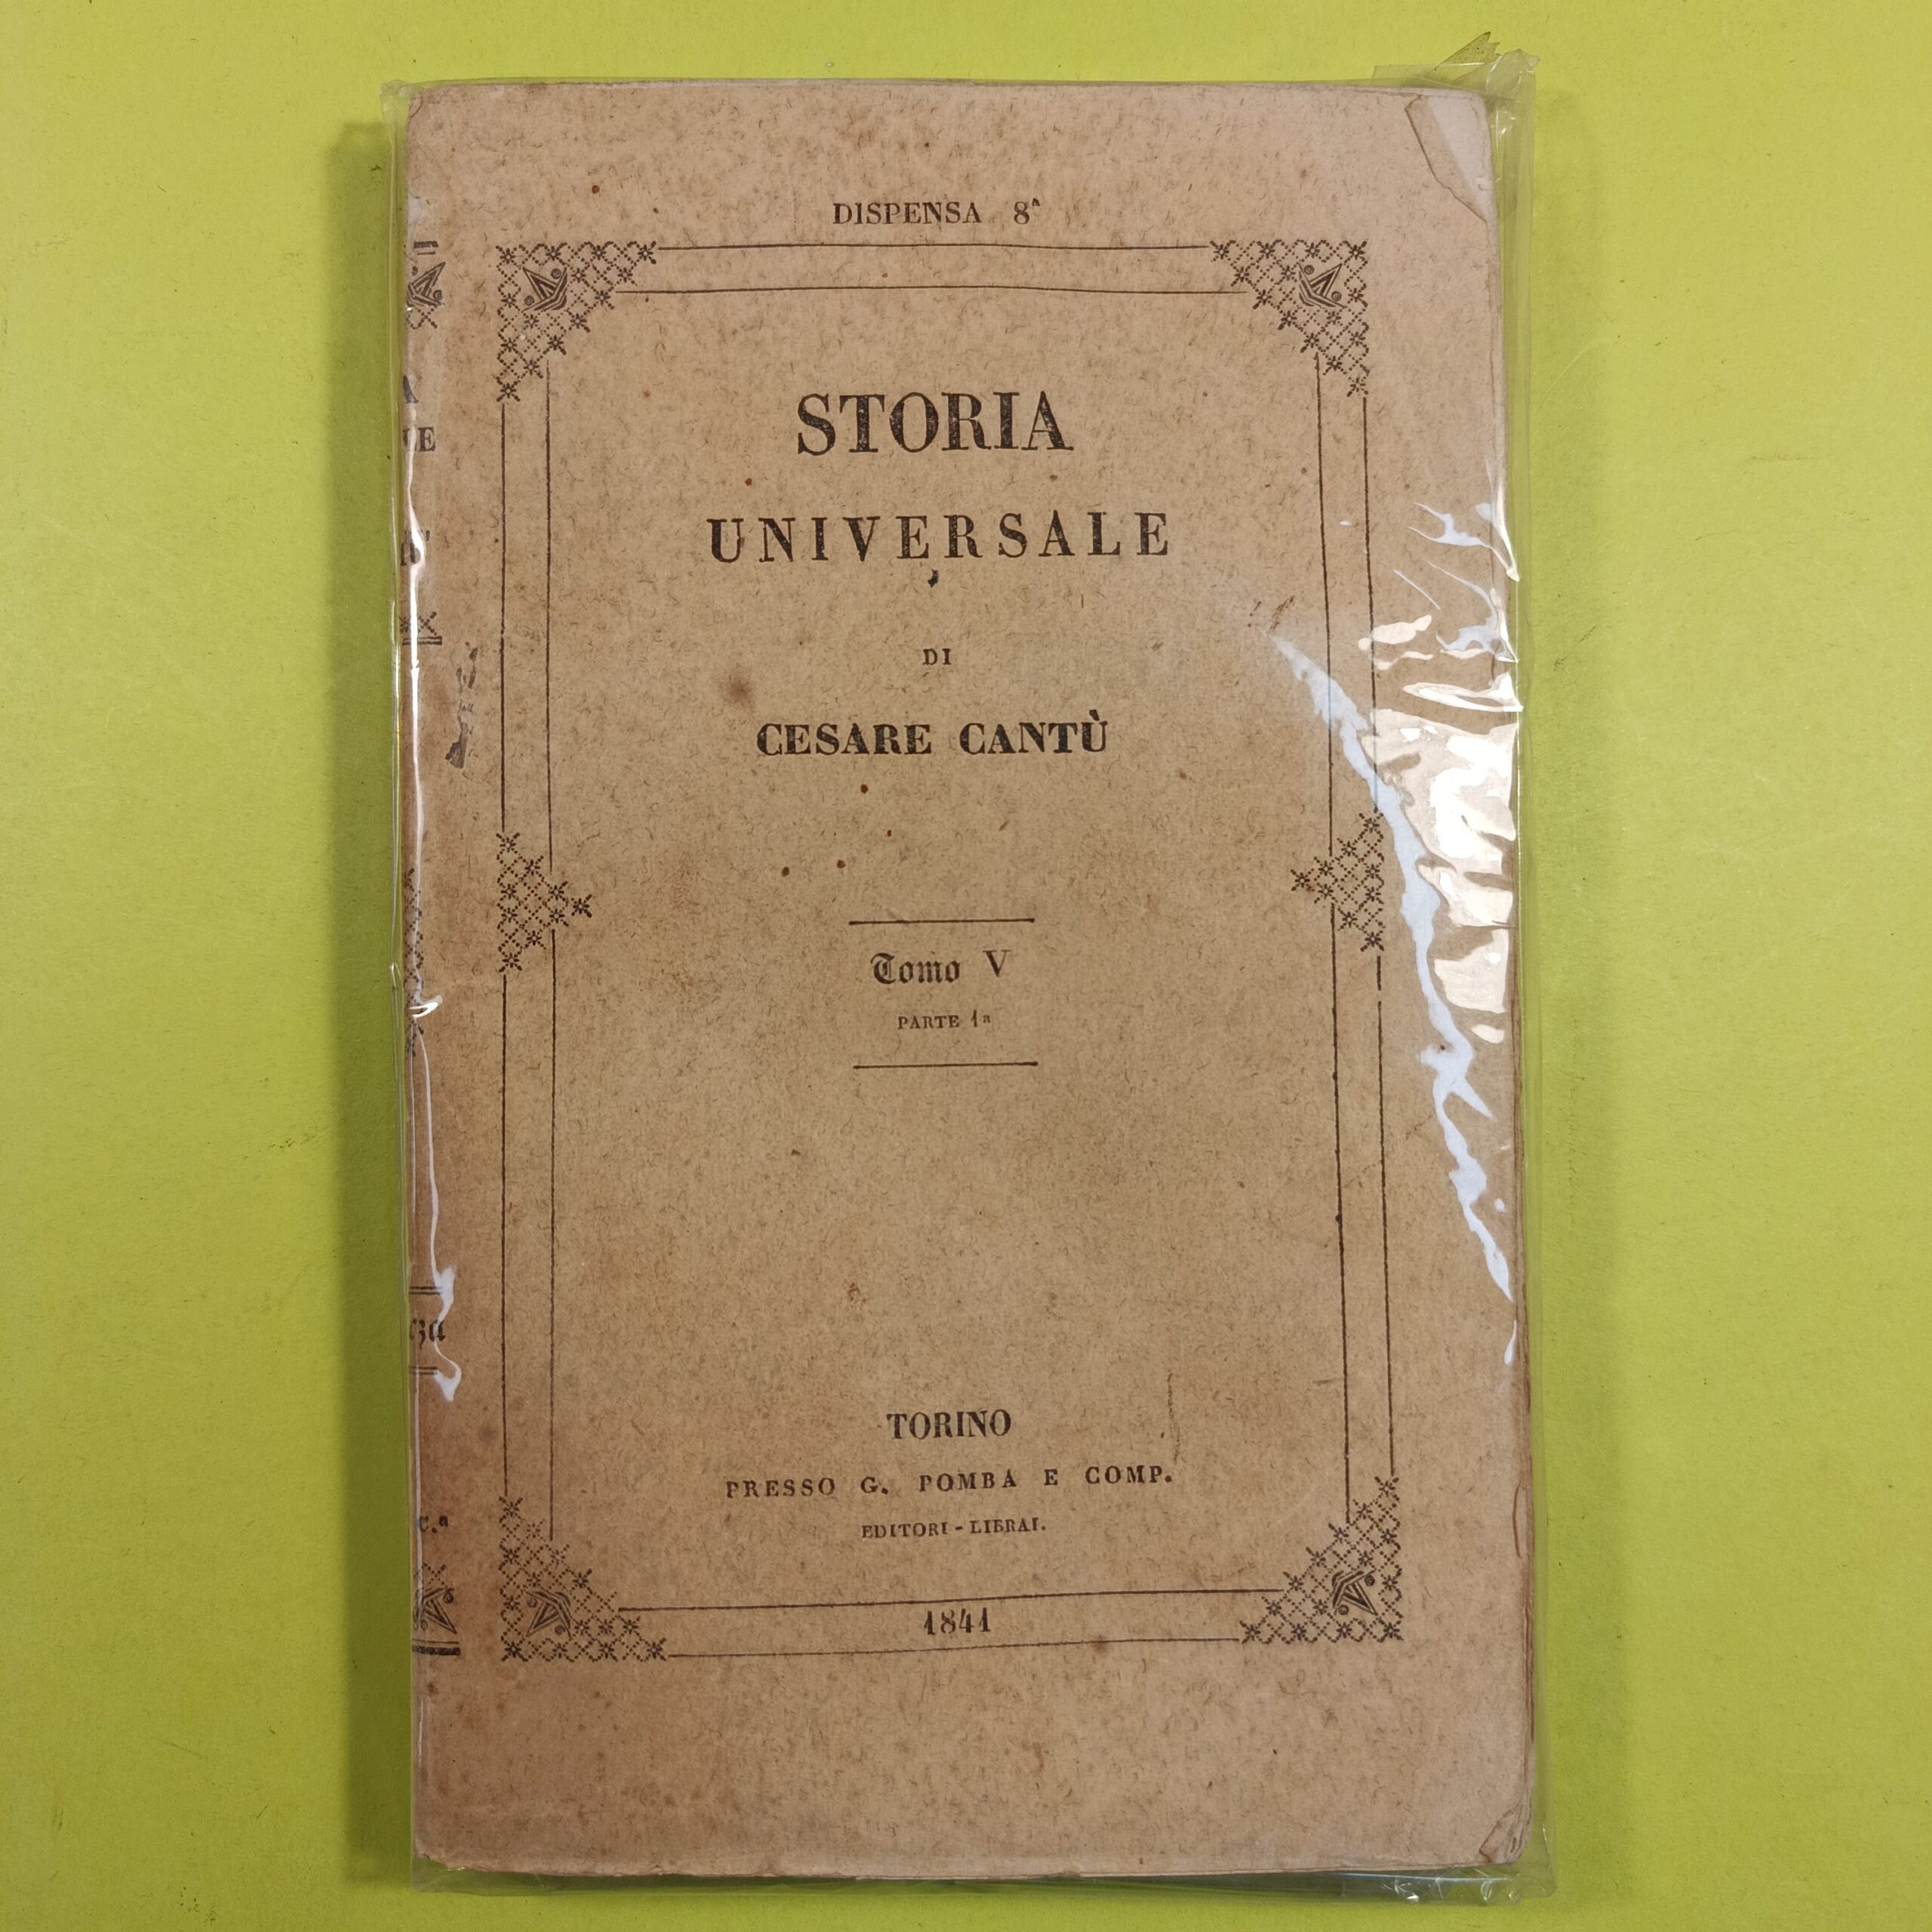 DISPENSA 8ª
STORIA
UNIVERSALE
DI
CESARE CANTÙ
Tomo V
PARTE 1ª
TORINO
PRESSO G. POMBA E COMP.
EDITORI-LIBRAI.
1841